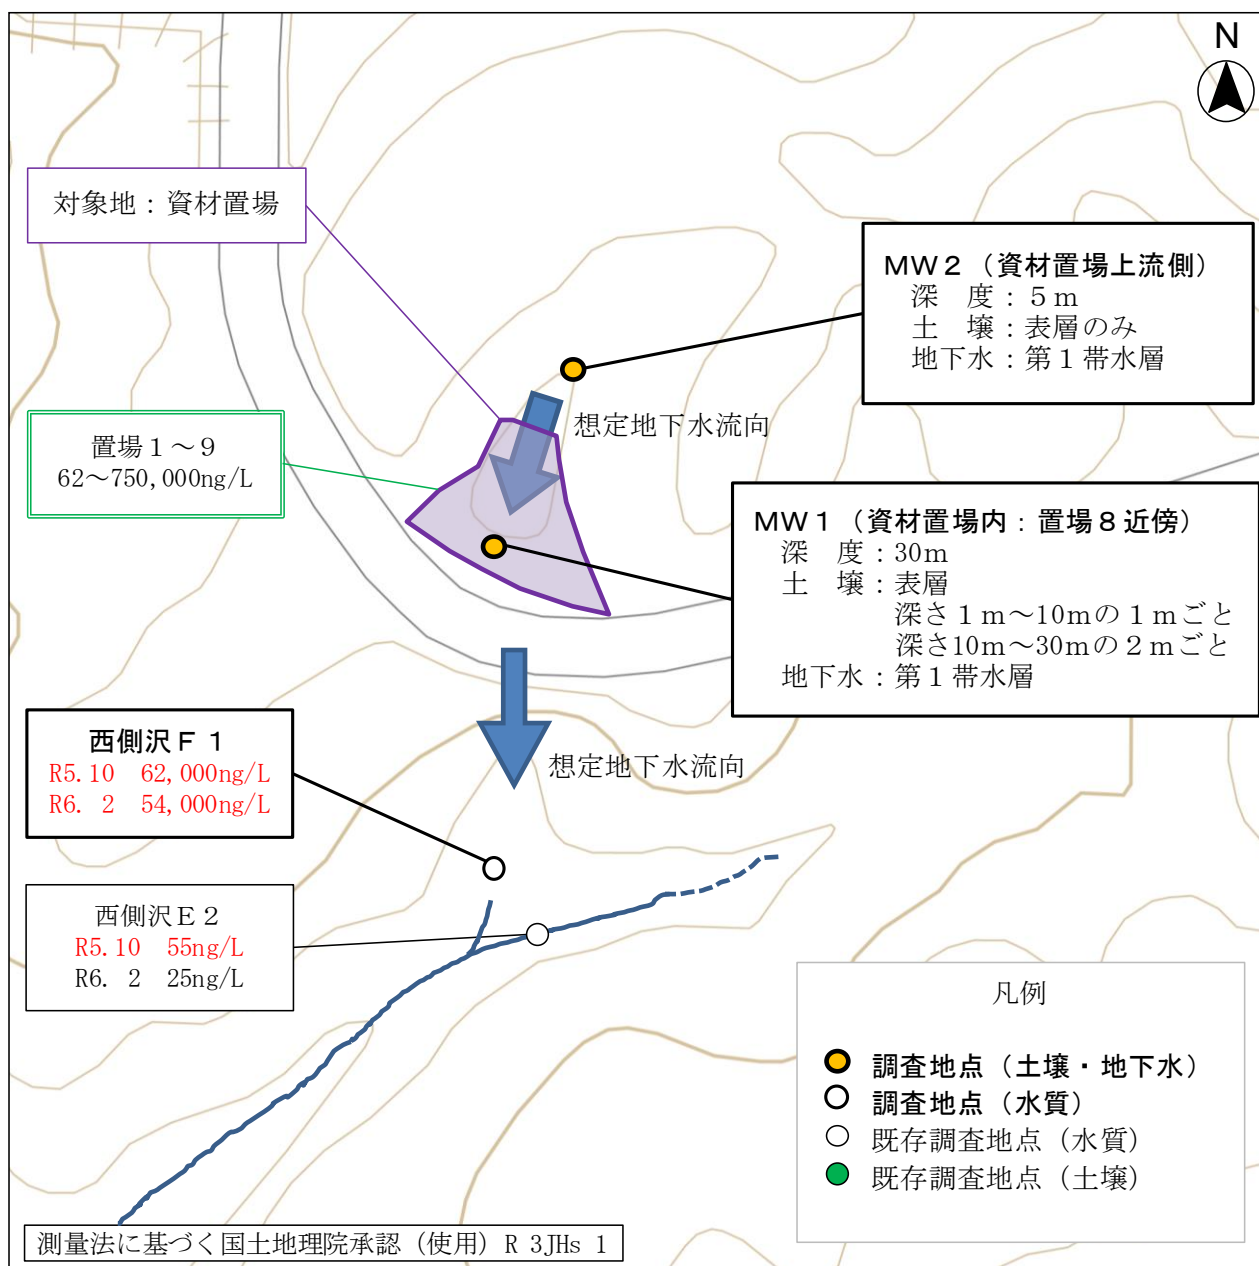 N
対象地：資材置場
MW２（資材置場上流側）
深　度：５ｍ
土　壌：表層のみ
地下水：第１帯水層
想定地下水流向
置場１～９
62～750,000ng/L
MW１（資材置場内：置場８近傍）
深　度：30ｍ
土　壌：表層
深さ１ｍ～10ｍの１ｍごと
深さ10ｍ～30ｍの２ｍごと
地下水：第１帯水層
西側沢Ｆ１
R5.10　62,000ng/L
R6. 2　54,000ng/L
想定地下水流向
西側沢Ｅ２
R5.10　55ng/L
R6. 2　25ng/L
凡例
調査地点（土壌・地下水）
調査地点（水質）
既存調査地点（水質）
既存調査地点（土壌）
測量法に基づく国土地理院承認（使用）R 3JHs 1